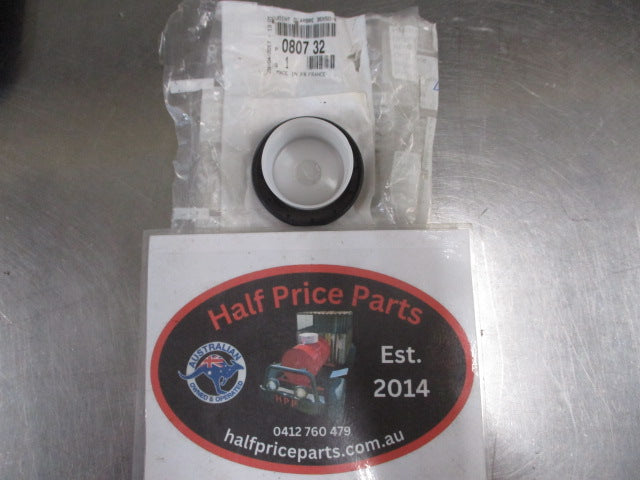 0807 32
1
MADE IN FRANCE
Half Price Parts
AUSTRALIAN
OWNED & OPERATED
Est.
2014
HPP
0412 760 479
halfpriceparts.com.au